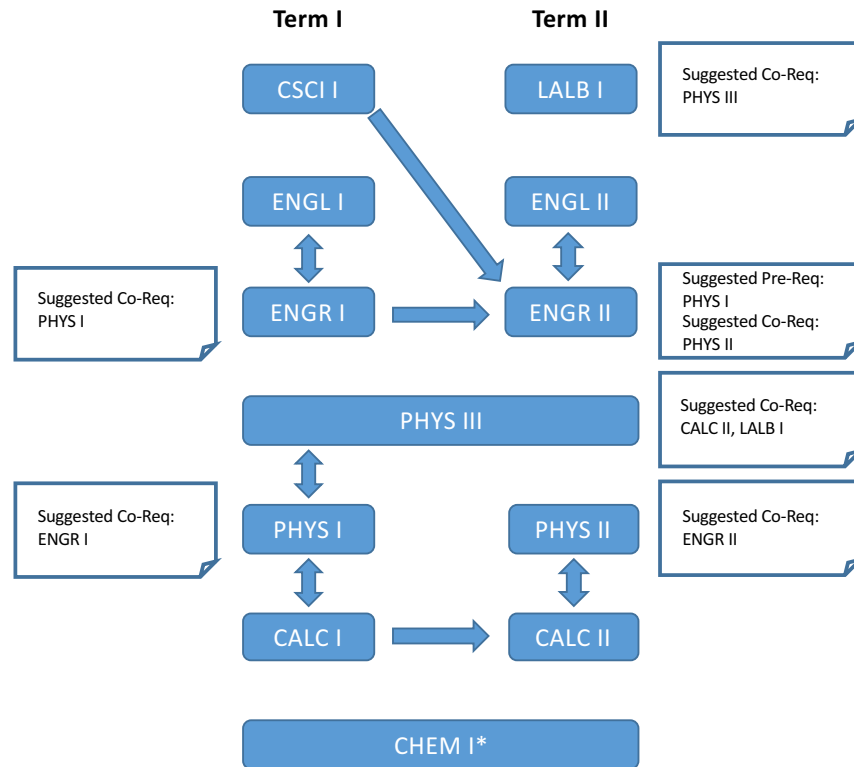 Term I
Term II
CSCI I
LALB I
Suggested Co-Req:
PHYS III
ENGL I
ENGL II
Suggested Co-Req:
PHYS I
ENGR I
ENGR II
Suggested Pre-Req:
PHYS I
Suggested Co-Req:
PHYS II
PHYS III
Suggested Co-Req:
CALC II, LALB I
Suggested Co-Req:
ENGR I
PHYS I
PHYS II
Suggested Co-Req:
ENGR II
CALC I
CALC II
CHEM I*